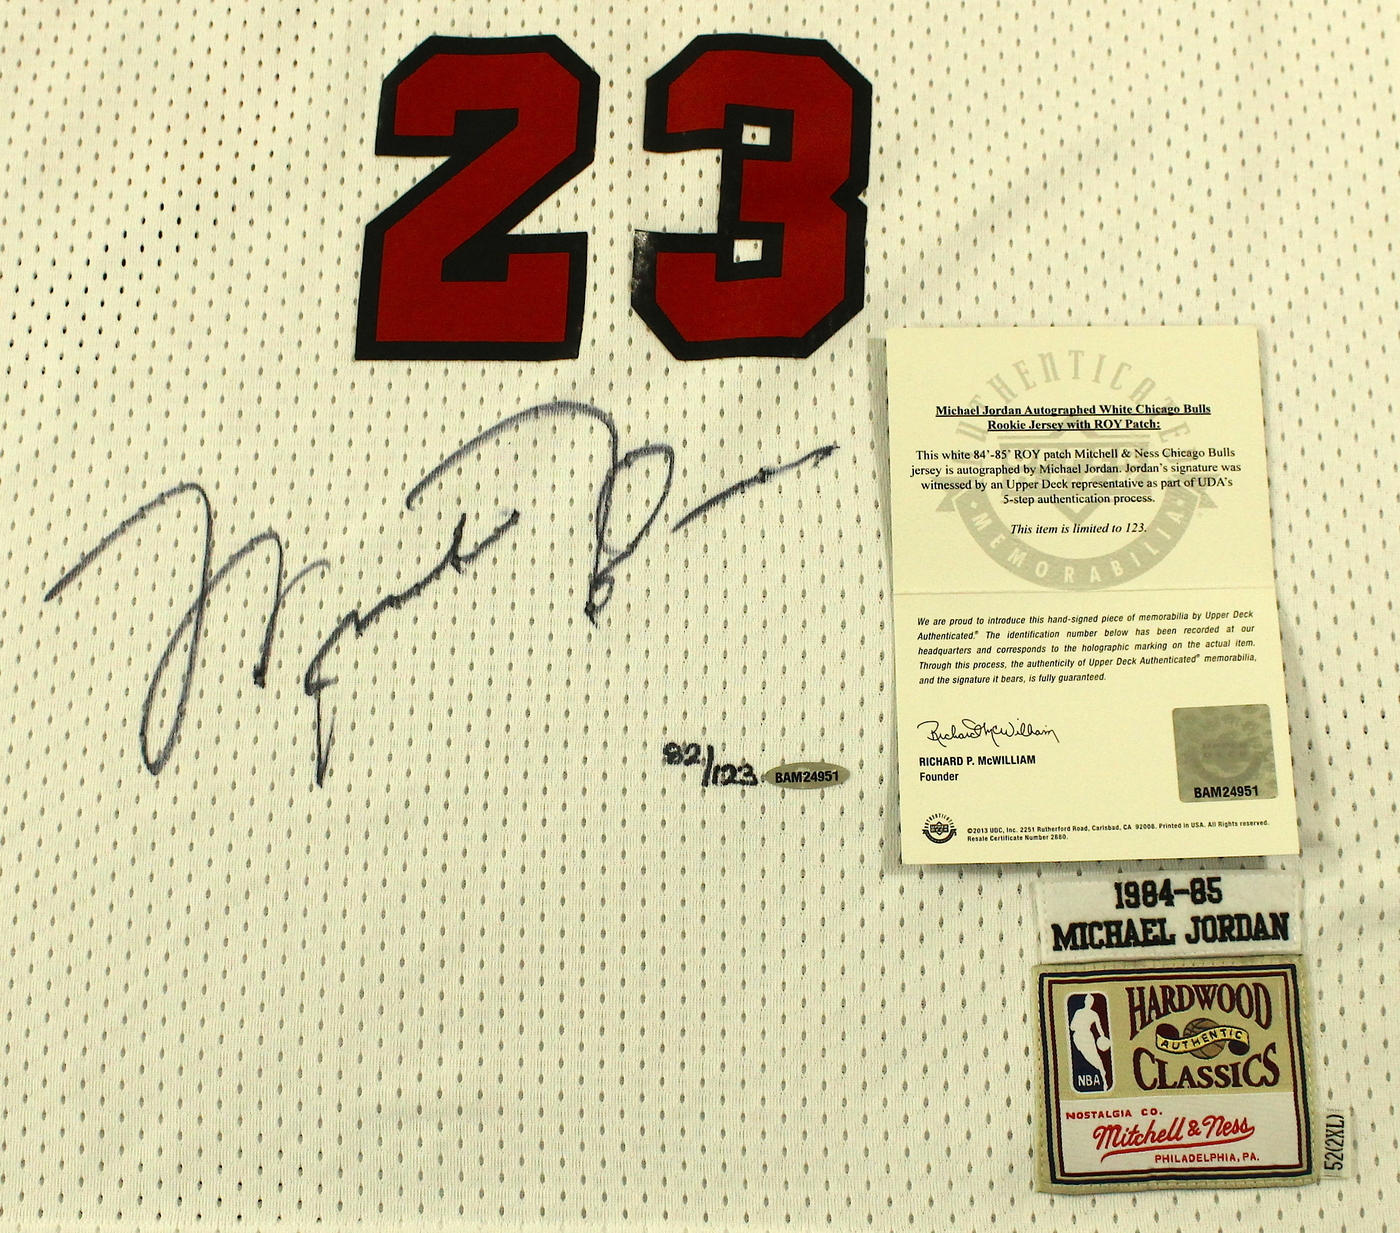 23
AUTHENTICATED
Michael Jordan Autographed White Chicago Bulls
Rookie Jersey with ROY Patch:
This white 84'-85' ROY patch Mitchell & Ness Chicago Bulls
jersey is autographed by Michael Jordan. Jordan's signature was
witnessed by an Upper Deck representative as part of UDA's
5-step authentication process.
This item is limited to 123.
MEMORABILIA
We are proud to introduce this hand-signed piece of memorabilia by Upper Deck
Authenticated.® The identification number below has been recorded at our
headquarters and corresponds to the holographic marking on the actual item.
Through this process, the authenticity of Upper Deck Authenticated® memorabilia,
and the signature it bears, is fully guaranteed.
Richard McWilliam
RICHARD P. McWILLIAM
Founder
BAM24951
©2013 UDC, Inc. 2251 Rutherford Road, Carlsbad, CA 92008. Printed in USA. All Rights reserved.
Resale Certificate Number 2680.
82/123
BAM24951
1984-85
MICHAEL JORDAN
NBA
HARDWOOD
AUTHENTIC
CLASSICS
NOSTALGIA CO.
Mitchell & Ness
PHILADELPHIA, PA.
52(2XL)